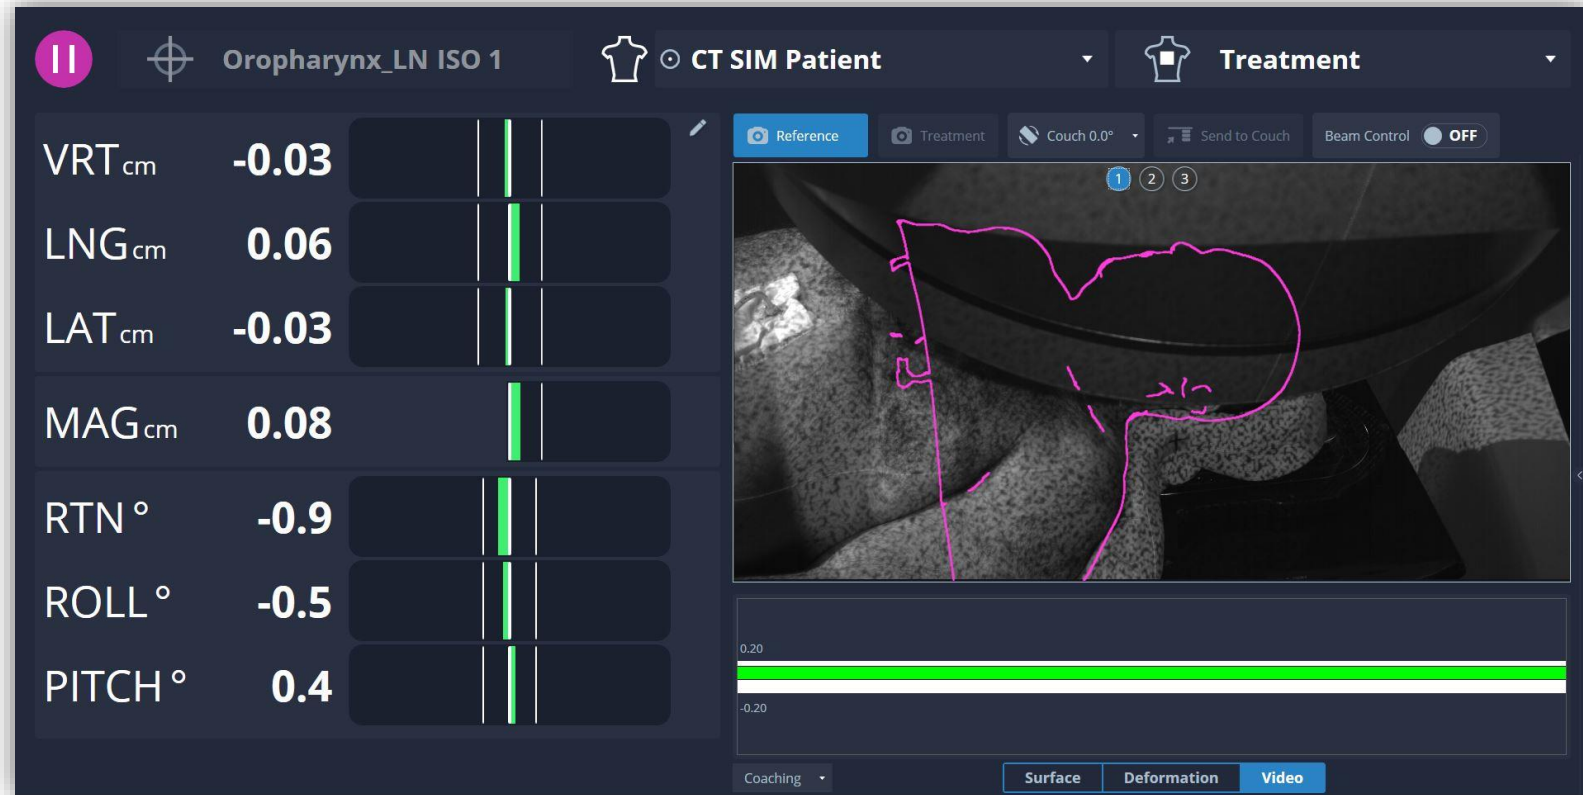 Oropharynx_LN ISO 1
CT SIM Patient
Treatment
VRT cm -0.03
LNG cm 0.06
LAT cm -0.03
MAG cm 0.08
RTN ° -0.9
ROLL ° -0.5
PITCH ° 0.4
Reference
Treatment
Couch 0.0°
Send to Couch
Beam Control OFF
1 2 3
0.20
-0.20
Coaching
Surface Deformation Video